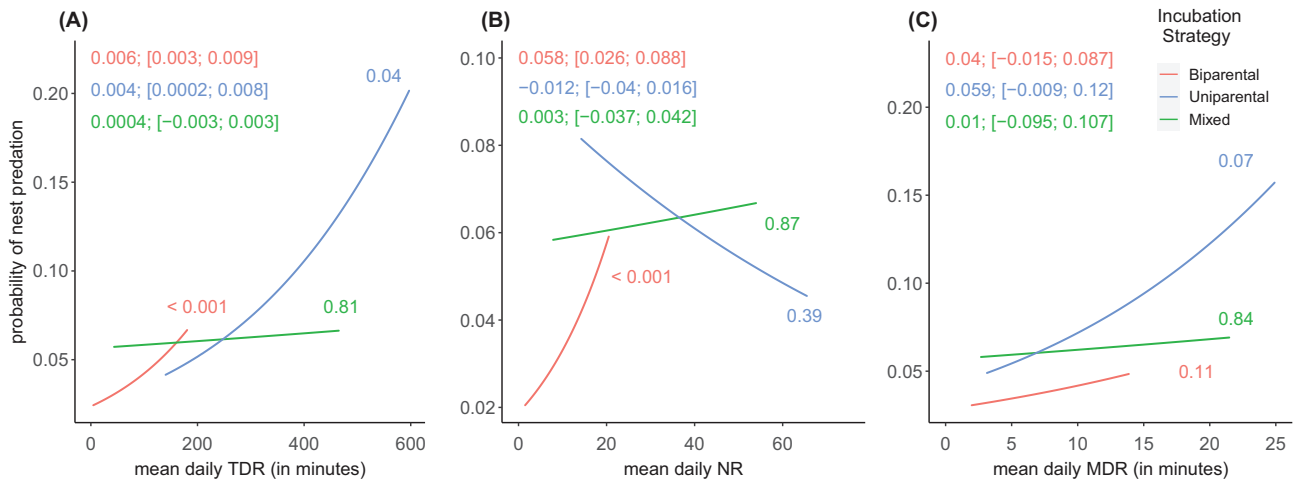 (A)
0.006; [0.003; 0.009]
0.004; [0.0002; 0.008]
0.0004; [−0.003; 0.003]
0.04
< 0.001
0.81
0.20
0.15
0.10
0.05
probability of nest predation
0
200
400
600
mean daily TDR (in minutes)
(B)
0.058; [0.026; 0.088]
−0.012; [−0.04; 0.016]
0.003; [−0.037; 0.042]
0.87
< 0.001
0.39
0.10
0.08
0.06
0.04
0.02
0
20
40
60
mean daily NR
(C)
0.04; [−0.015; 0.087]
0.059; [−0.009; 0.12]
0.01; [−0.095; 0.107]
0.07
0.84
0.11
0.20
0.15
0.10
0.05
0
5
10
15
20
25
mean daily MDR (in minutes)
Incubation
Strategy
Biparental
Uniparental
Mixed